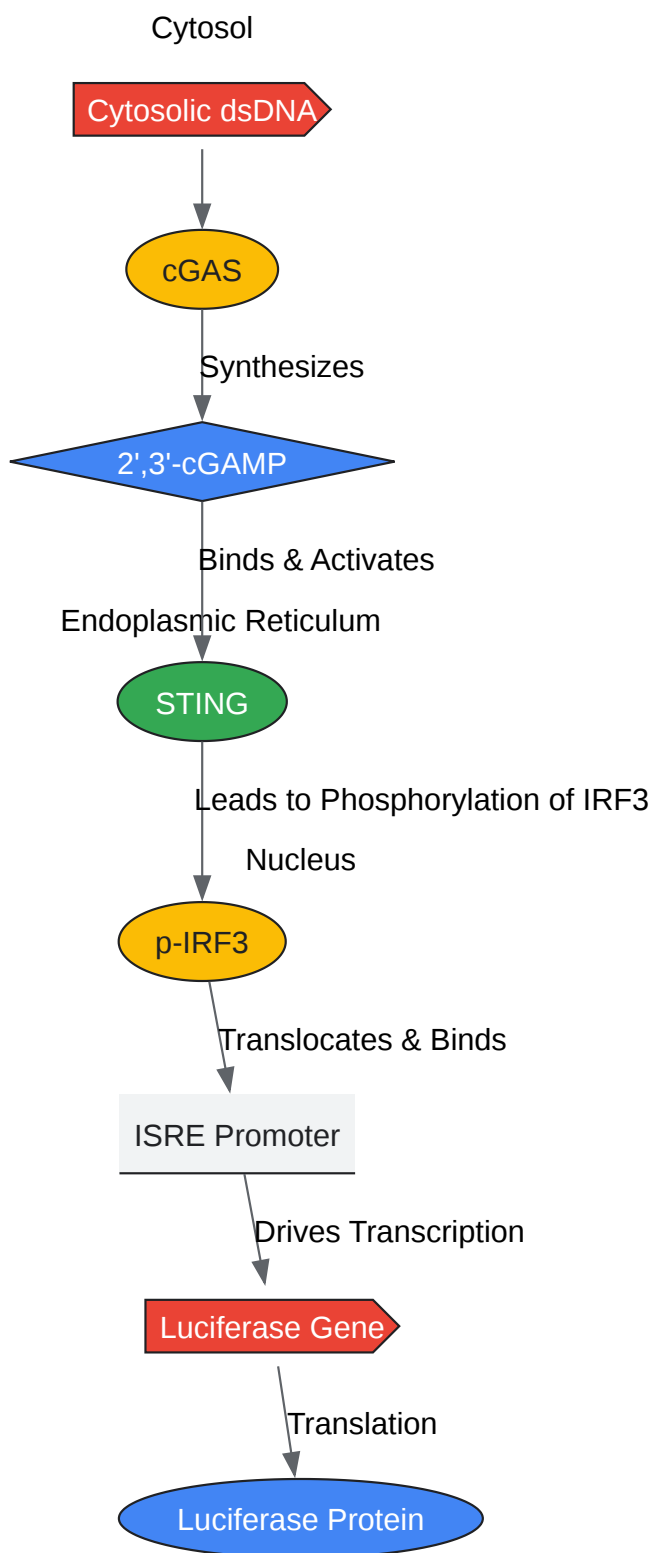 Cytosol
Cytosolic dsDNA
cGAS
Synthesizes
2',3'-cGAMP
Binds & Activates
Endoplasmic Reticulum
STING
Leads to Phosphorylation of IRF3
Nucleus
p-IRF3
Translocates & Binds
ISRE Promoter
Drives Transcription
Luciferase Gene
Translation
Luciferase Protein